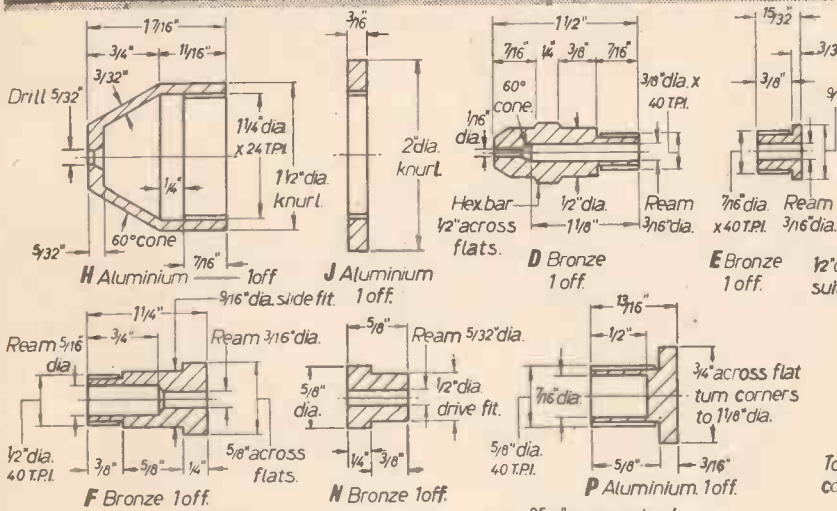 1 7/16"
3/4"
11/16"
3/32"
Drill 5/32"
1 1/4" dia.
x 24 T.P.I.
1 1/2" dia.
knurl.
1/4"
60° cone
5/32"
7/16"
H Aluminium 1 off
3/16"
2" dia.
knurl.
J Aluminium
1 off.
1 1/2"
7/16"
1/4"
3/8"
7/16"
60°
cone.
3/8" dia. x
40 T.P.I.
1/16"
dia.
Hex. bar
1/2" across
flats.
1/2" dia.
1 1/8"
Ream
3/16" dia.
D Bronze
1 off.
15/32"
3/8"
7/16" dia.
x 40 T.P.I.
Ream
3/16" dia.
E Bronze
1 off.
9/16" dia. slide fit.
1 1/4"
3/4"
Ream 5/16"
dia
Ream 3/16" dia.
1/2" dia.
40 T.P.I.
3/8"
5/8"
1/4"
5/8" across
flats.
F Bronze 1 off.
5/8"
Ream 5/32" dia.
5/8"
dia.
1/2" dia.
drive fit.
1/4"
3/8"
N Bronze 1 off.
13/16"
1/2"
7/16" dia.
3/4" across flat
turn corners
to 1 1/8" dia.
5/8" dia.
40 T.P.I.
5/8"
3/16"
P Aluminium. 1 off.